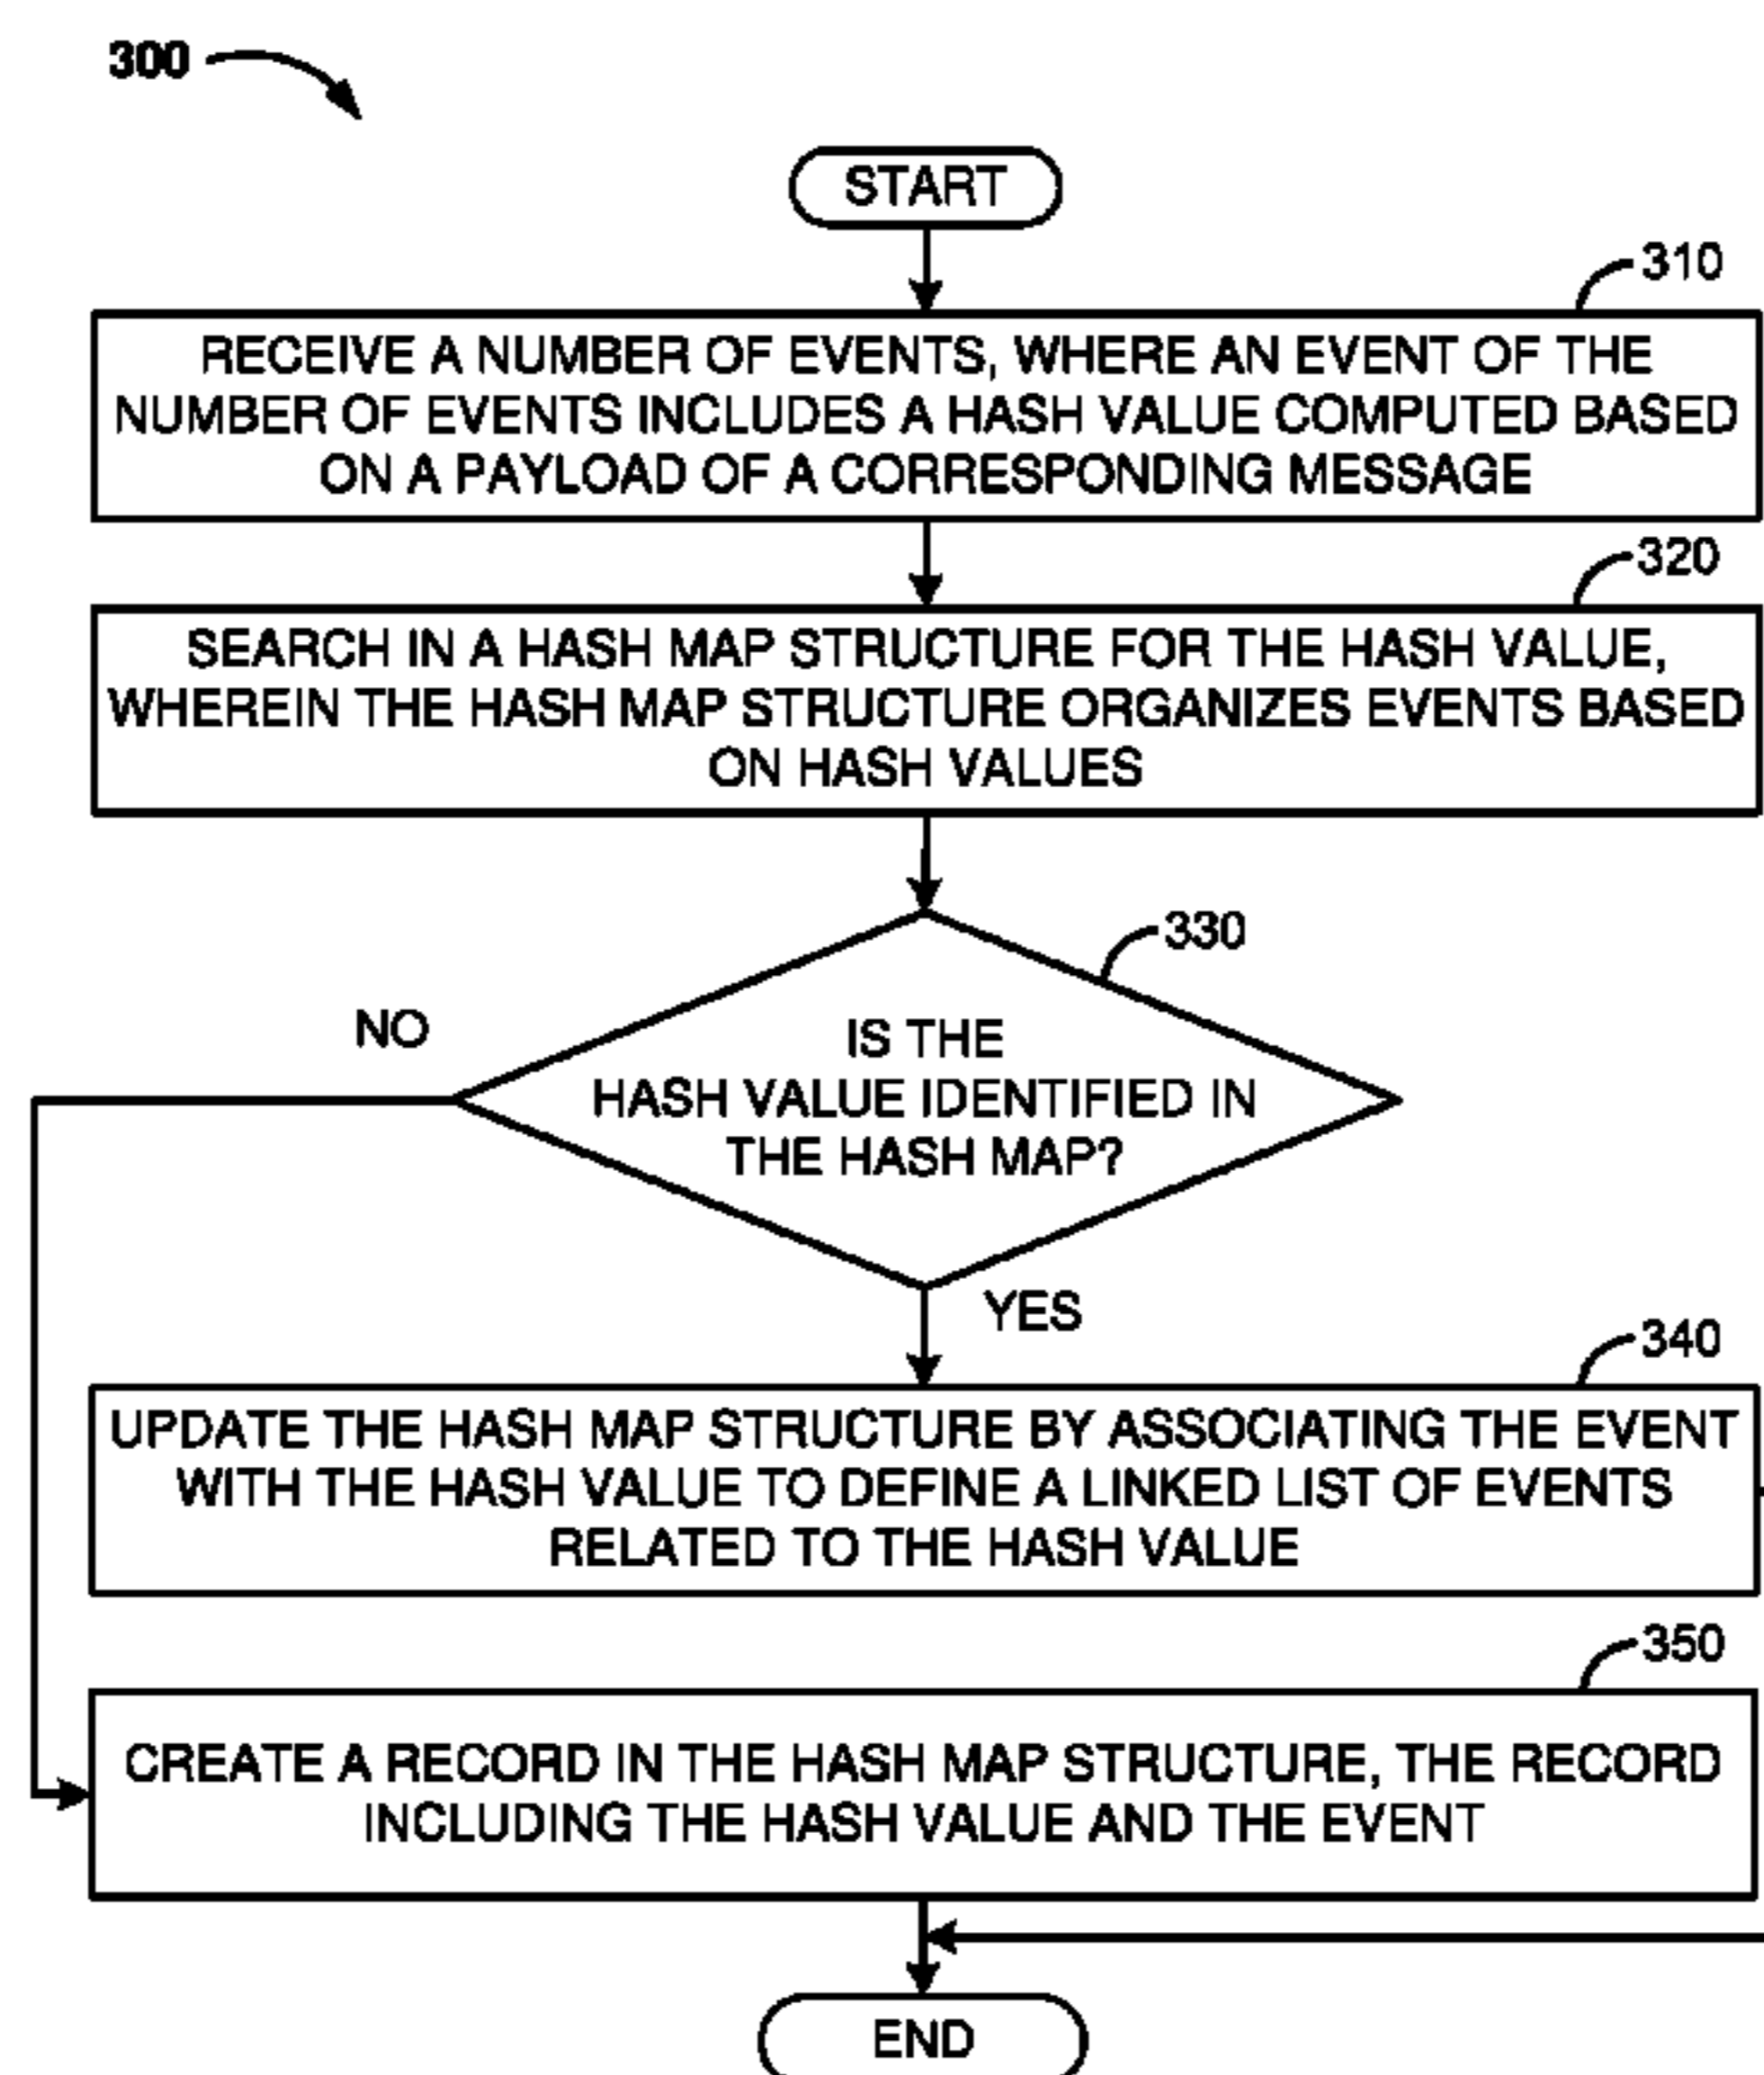 300
START
310
RECEIVE A NUMBER OF EVENTS, WHERE AN EVENT OF THE
NUMBER OF EVENTS INCLUDES A HASH VALUE COMPUTED BASED
ON A PAYLOAD OF A CORRESPONDING MESSAGE
320
SEARCH IN A HASH MAP STRUCTURE FOR THE HASH VALUE,
WHEREIN THE HASH MAP STRUCTURE ORGANIZES EVENTS BASED
ON HASH VALUES
330
NO
IS THE
HASH VALUE IDENTIFIED IN
THE HASH MAP?
YES
340
UPDATE THE HASH MAP STRUCTURE BY ASSOCIATING THE EVENT
WITH THE HASH VALUE TO DEFINE A LINKED LIST OF EVENTS
RELATED TO THE HASH VALUE
350
CREATE A RECORD IN THE HASH MAP STRUCTURE, THE RECORD
INCLUDING THE HASH VALUE AND THE EVENT
END